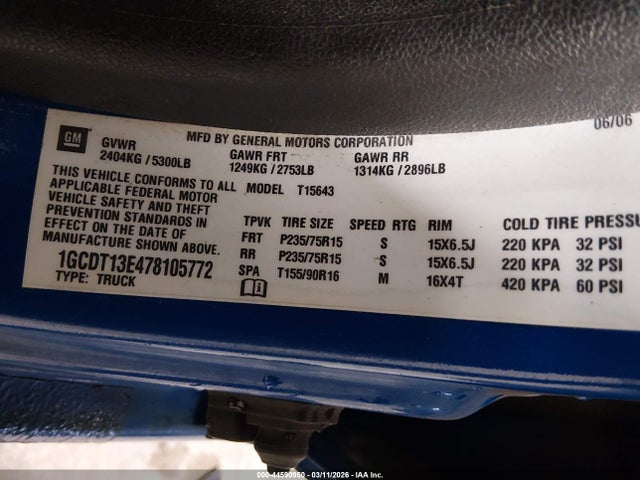 06/06
GM
MFD BY GENERAL MOTORS CORPORATION
GVWR GAWR FRT GAWR RR
2404KG / 5300LB 1249KG / 2753LB 1314KG / 2896LB
THIS VEHICLE CONFORMS TO ALL MODEL T15643
APPLICABLE FEDERAL MOTOR
VEHICLE SAFETY AND THEFT
PREVENTION STANDARDS IN
EFFECT ON THE DATE OF
MANUFACTURE SHOWN ABOVE.
1GCDT13E478105772
TYPE: TRUCK
TPVK TIRE SIZE SPEED RTG RIM COLD TIRE PRESSU
FRT P235/75R15 S 15X6.5J 220 KPA 32 PSI
RR P235/75R15 S 15X6.5J 220 KPA 32 PSI
SPA T155/90R16 M 16X4T 420 KPA 60 PSI
000-44590950 - 03/11/2026 - IAA Inc.